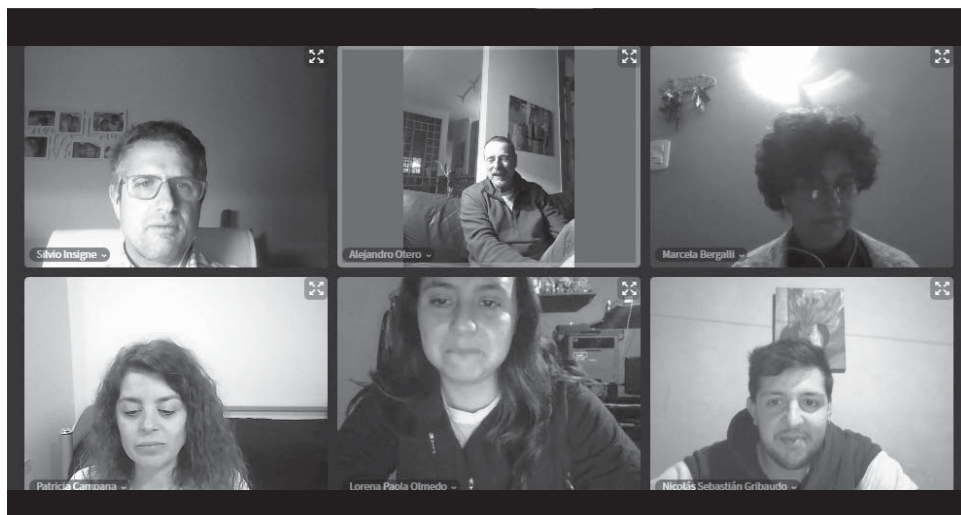 Silvio Insigne
Alejandro Otero
Marcela Bergalli
Patricia Campana
Lorena Paola Olmedo
Nicolás Sebastián Gribaudo